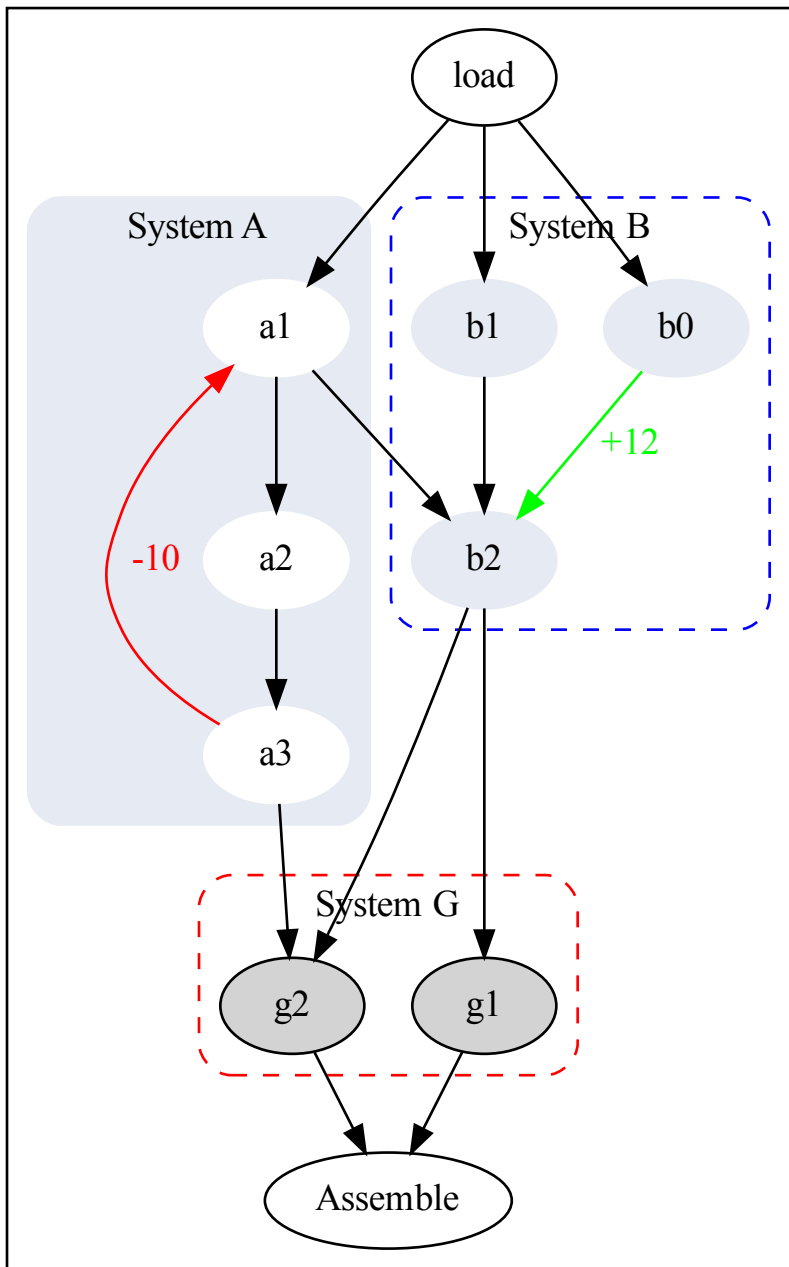 load
System A
System B
a1
b1
b0
+12
-10
a2
b2
a3
System G
g2
g1
Assemble